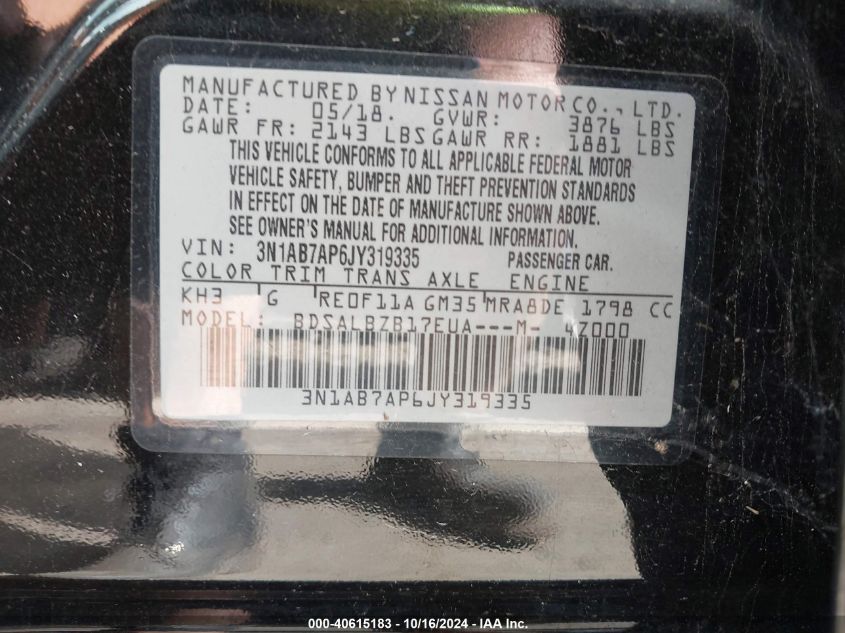 MANUFACTURED BY NISSAN MOTOR CO., LTD.
DATE: 05/18. GVWR: 3876 LBS
GAWR FR: 2143 LBS GAWR RR: 1881 LBS
THIS VEHICLE CONFORMS TO ALL APPLICABLE FEDERAL MOTOR
VEHICLE SAFETY, BUMPER AND THEFT PREVENTION STANDARDS
IN EFFECT ON THE DATE OF MANUFACTURE SHOWN ABOVE.
SEE OWNER'S MANUAL FOR ADDITIONAL INFORMATION.
VIN: 3N1AB7AP6JY319335 PASSENGER CAR.
COLOR TRIM TRANS AXLE ENGINE
KH3 G RE0F11A GM35 MRA8DE 1798 CC
MODEL: BDSALBZB17EUA---M- 4Z000
3N1AB7AP6JY319335
000-40615183 - 10/16/2024 - IAA Inc.